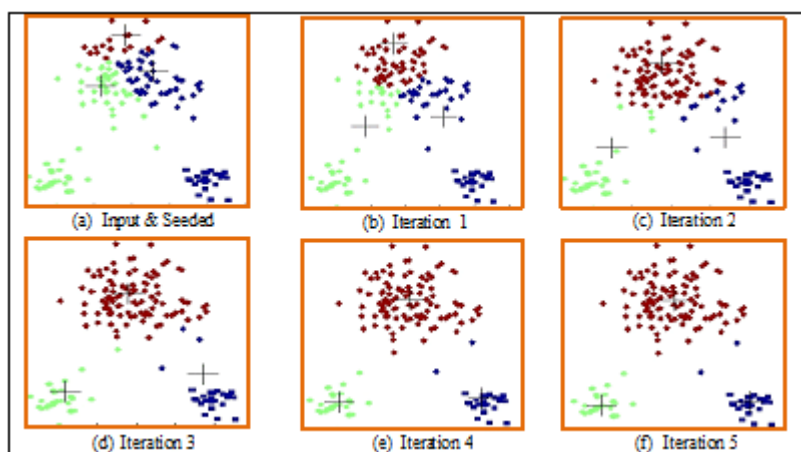 (a) Input & Seeded
(b) Iteration 1
(c) Iteration 2
(d) Iteration 3
(e) Iteration 4
(f) Iteration 5